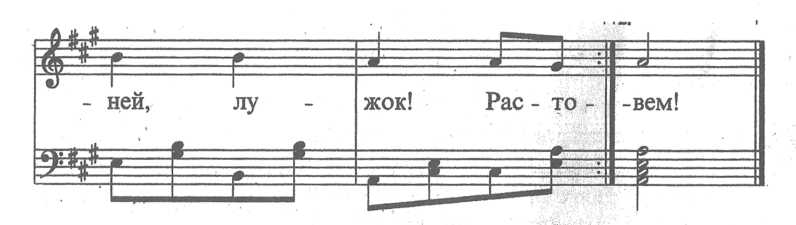 - ней, лу - жок! Рас - то - -вем!